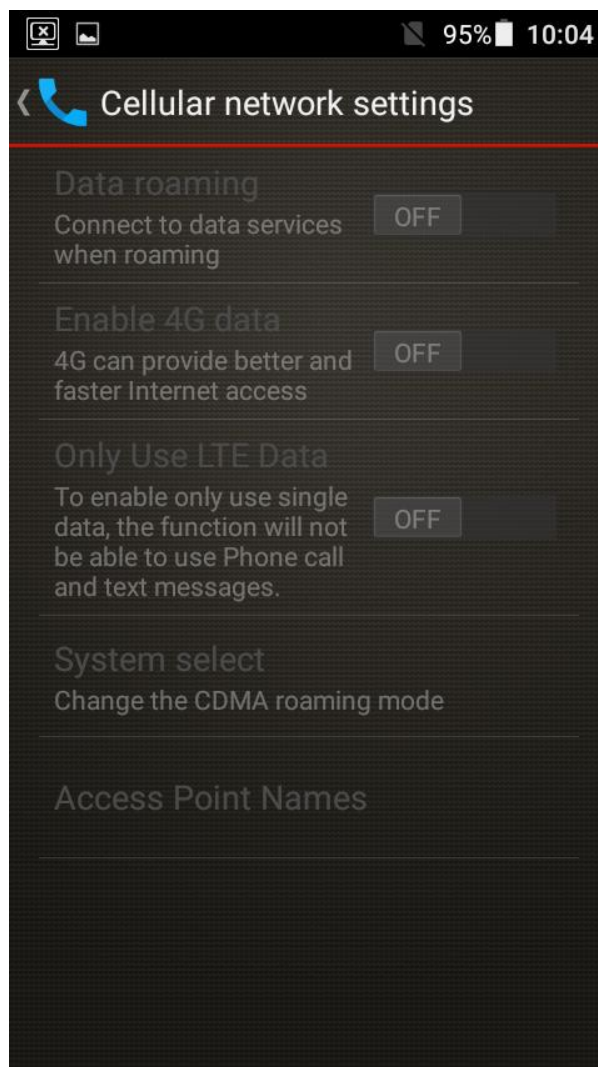 95% 10:04
Cellular network settings
Data roaming
Connect to data services
when roaming
OFF
Enable 4G data
4G can provide better and
faster Internet access
OFF
Only Use LTE Data
To enable only use single
data, the function will not
be able to use Phone call
and text messages.
OFF
System select
Change the CDMA roaming mode
Access Point Names